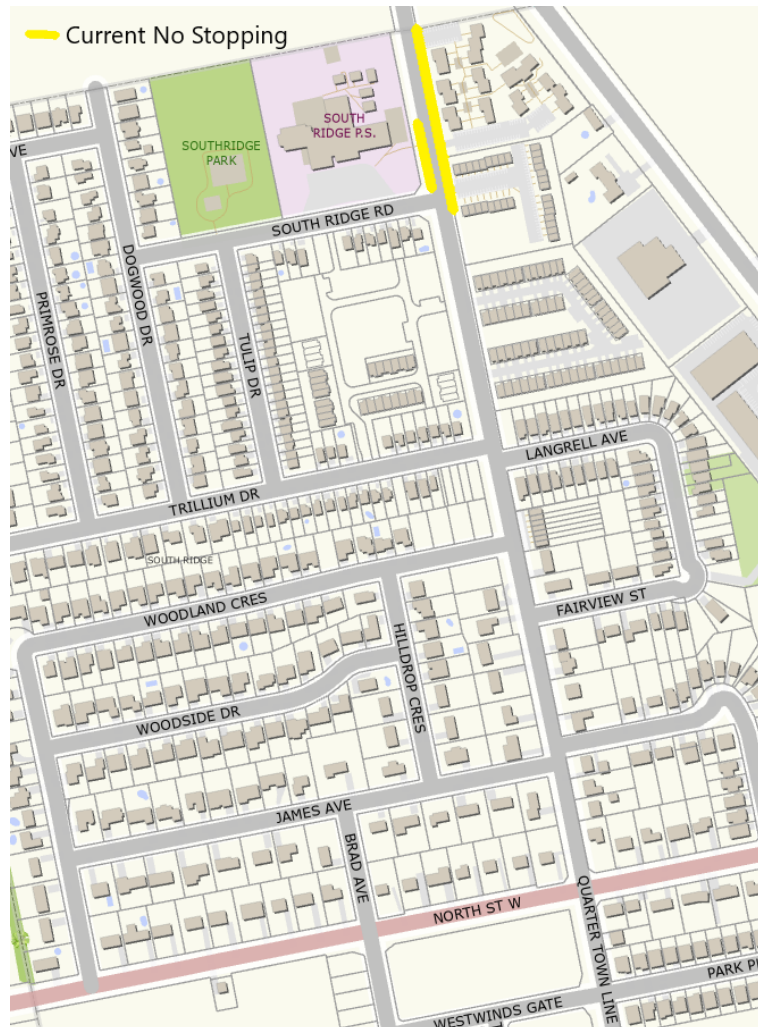 Current No Stopping
SOUTH
RIDGE P.S.
SOUTHRIDGE
PARK
AVE
SOUTH RIDGE RD
DOGWOOD DR
PRIMROSE DR
TULIP DR
LANGRELL AVE
TRILLIUM DR
SOUTH RIDGE
WOODLAND CRES
FAIRVIEW ST
HILLDROP CRES
WOODSIDE DR
JAMES AVE
BRAD AVE
QUARTER TOWN LINE
NORTH ST W
PARK PL
WESTWINDS GATE